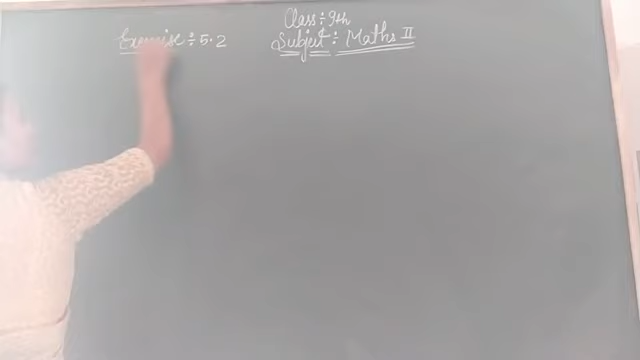 Class ÷ 9th
Exercise ÷ 5.2
Subject ÷ Maths II